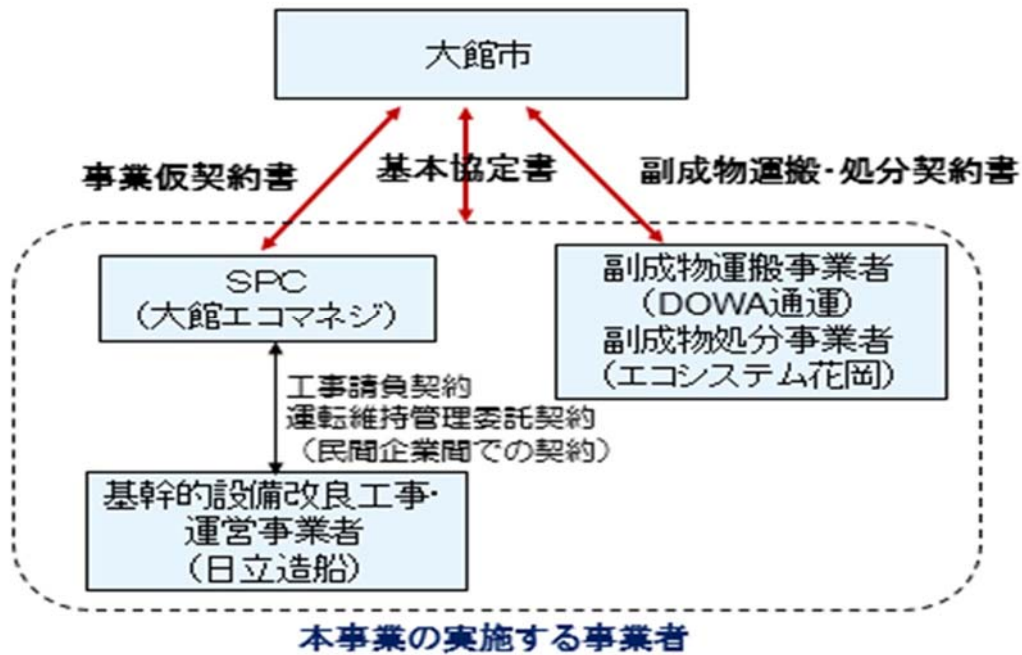 大館市
事業仮契約書
基本協定書
副成物運搬・処分契約書
SPC
(大館エコマネジ)
副成物運搬事業者
(DOWA通運)
副成物処分事業者
(エコシステム花岡)
工事請負契約
運転維持管理委託契約
(民間企業間での契約)
基幹的設備改良工事・
運営事業者
(日立造船)
本事業の実施する事業者